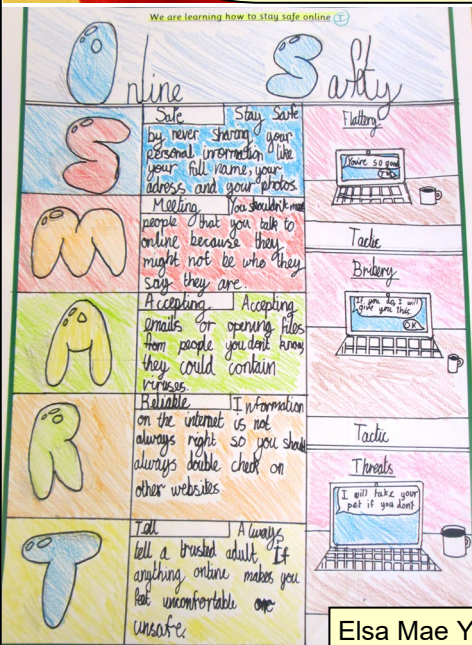 We are learning how to stay safe online I
Online Safty
S
Safe Stay Safe
by never sharing your
personal inrormation like
your full name, your
adress and your photos
M
Meeting You shouldn't meet
people that you talk to
online because they
might not be who they
say they are.
A
Accepting Accepting
emails or opening files
from people you dont know,
they could contain
viruses.
R
Reliable Information
on the internet is not
always right so you should
always double check on
other websites
T
Tell Always
tell a trusted adult If
anything online makes you
feel uncomfortable ore
unsafe.
Flattery
You're so good
OK
Tactic
Bribery
If you do, I will
give you this
OK
Tactic
Threats
I will take your
pet if you dont
Elsa Mae Y